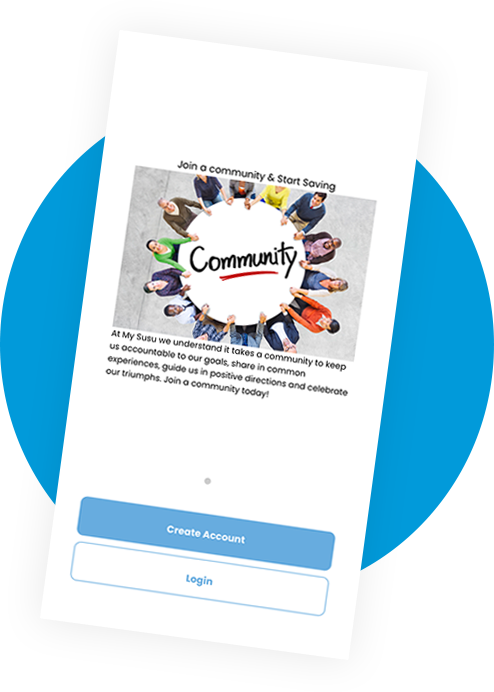 Join a community & Start Saving
Community
At My Susu we understand it takes a community to keep
us accountable to our goals, share in common
experiences, guide us in positive directions and celebrate
our triumphs. Join a community today!
Create Account
Login